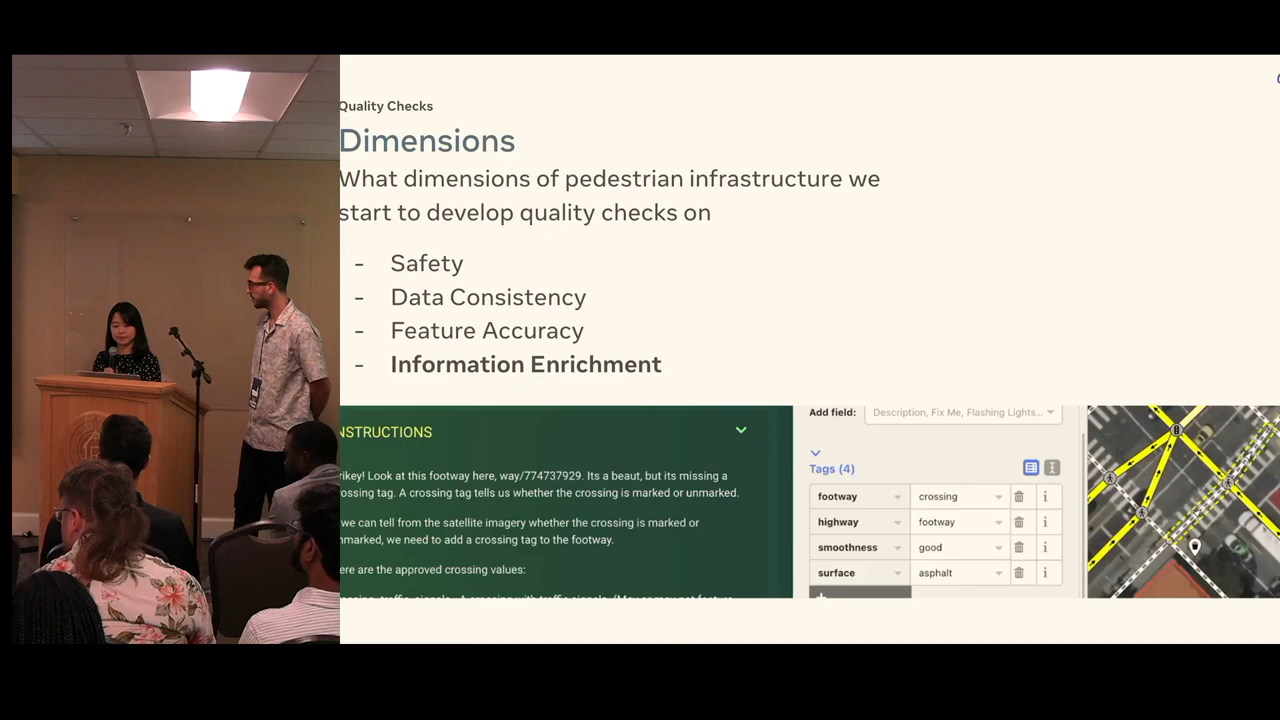 Quality Checks
Dimensions
What dimensions of pedestrian infrastructure we
start to develop quality checks on
- Safety
- Data Consistency
- Feature Accuracy
- Information Enrichment
NSTRUCTIONS
rikey! Look at this footway here, way/774737929. Its a beaut, but its missing a
rossing tag. A crossing tag tells us whether the crossing is marked or unmarked.
we can tell from the satellite imagery whether the crossing is marked or
nmarked, we need to add a crossing tag to the footway.
ere are the approved crossing values:
Add field: Description, Fix Me, Flashing Lights...
Tags (4)
footway crossing
highway footway
smoothness good
surface asphalt